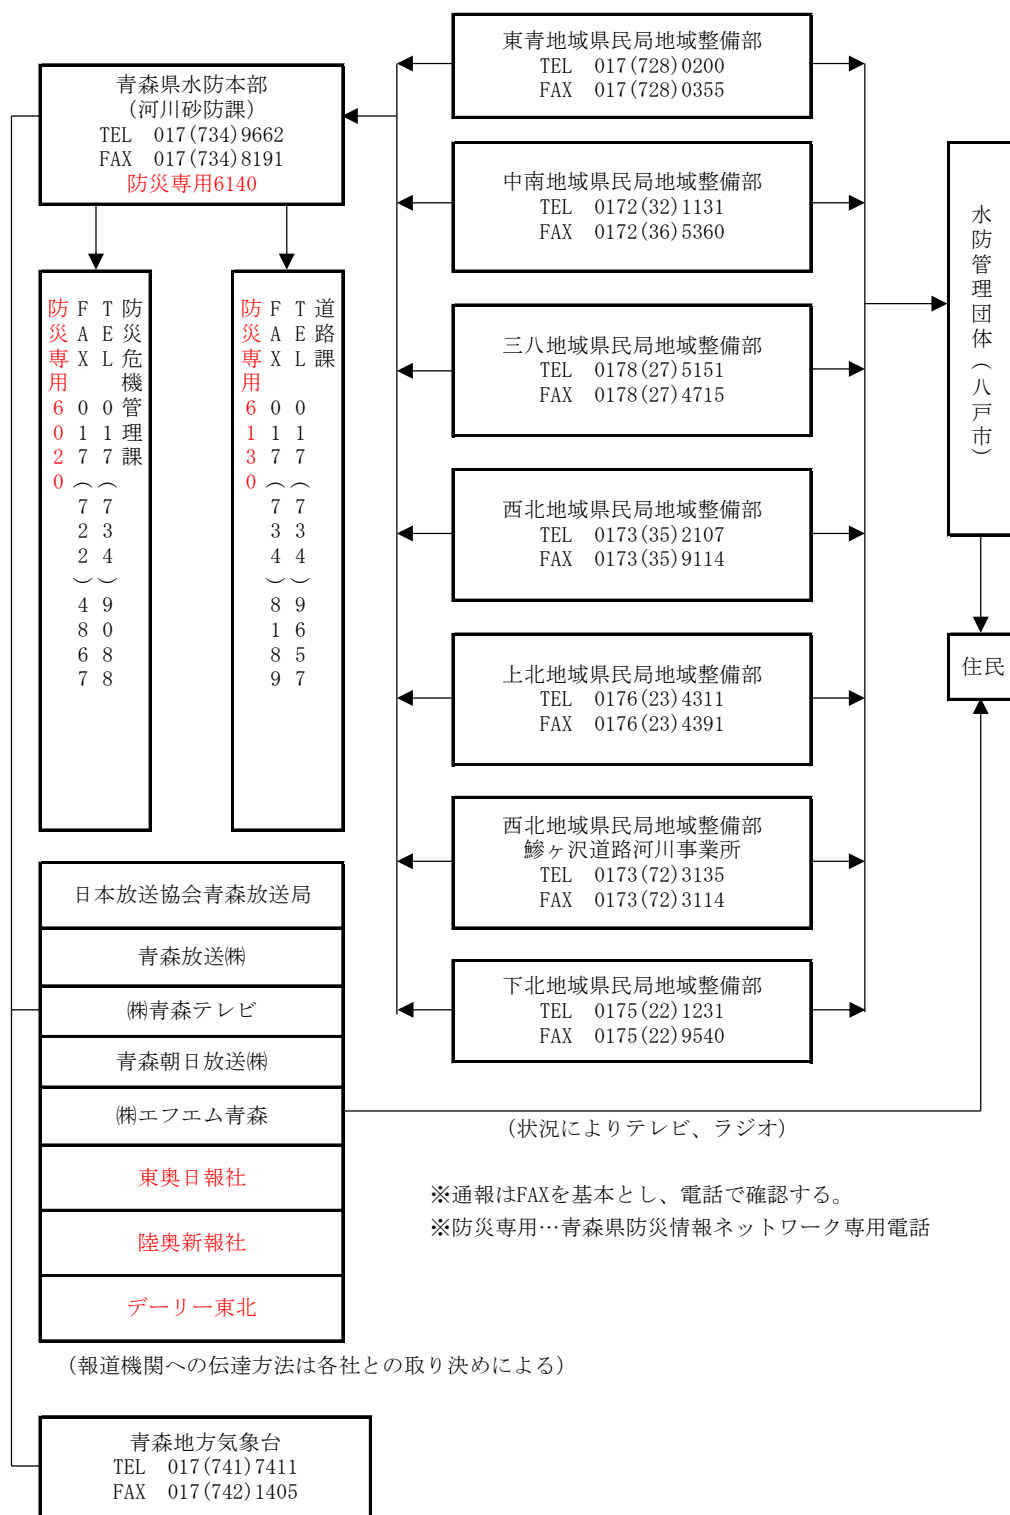 青森県水防本部
(河川砂防課)
TEL　017(734)9662
FAX　017(734)8191
防災専用6140
防災危機管理課
TEL　017(734)9088
FAX　017(722)4867
防災専用6020
道路課
TEL　017(734)9657
FAX　017(734)8189
防災専用6130
東青地域県民局地域整備部
TEL　017(728)0200
FAX　017(728)0355
中南地域県民局地域整備部
TEL　0172(32)1131
FAX　0172(36)5360
三八地域県民局地域整備部
TEL　0178(27)5151
FAX　0178(27)4715
西北地域県民局地域整備部
TEL　0173(35)2107
FAX　0173(35)9114
上北地域県民局地域整備部
TEL　0176(23)4311
FAX　0176(23)4391
西北地域県民局地域整備部
鰺ヶ沢道路河川事業所
TEL　0173(72)3135
FAX　0173(72)3114
下北地域県民局地域整備部
TEL　0175(22)1231
FAX　0175(22)9540
水防管理団体(八戸市)
住民
日本放送協会青森放送局
青森放送㈱
㈱青森テレビ
青森朝日放送㈱
㈱エフエム青森
東奥日報社
陸奥新報社
デーリー東北
(状況によりテレビ、ラジオ)
※通報はFAXを基本とし、電話で確認する。
※防災専用…青森県防災情報ネットワーク専用電話
(報道機関への伝達方法は各社との取り決めによる)
青森地方気象台
TEL　017(741)7411
FAX　017(742)1405